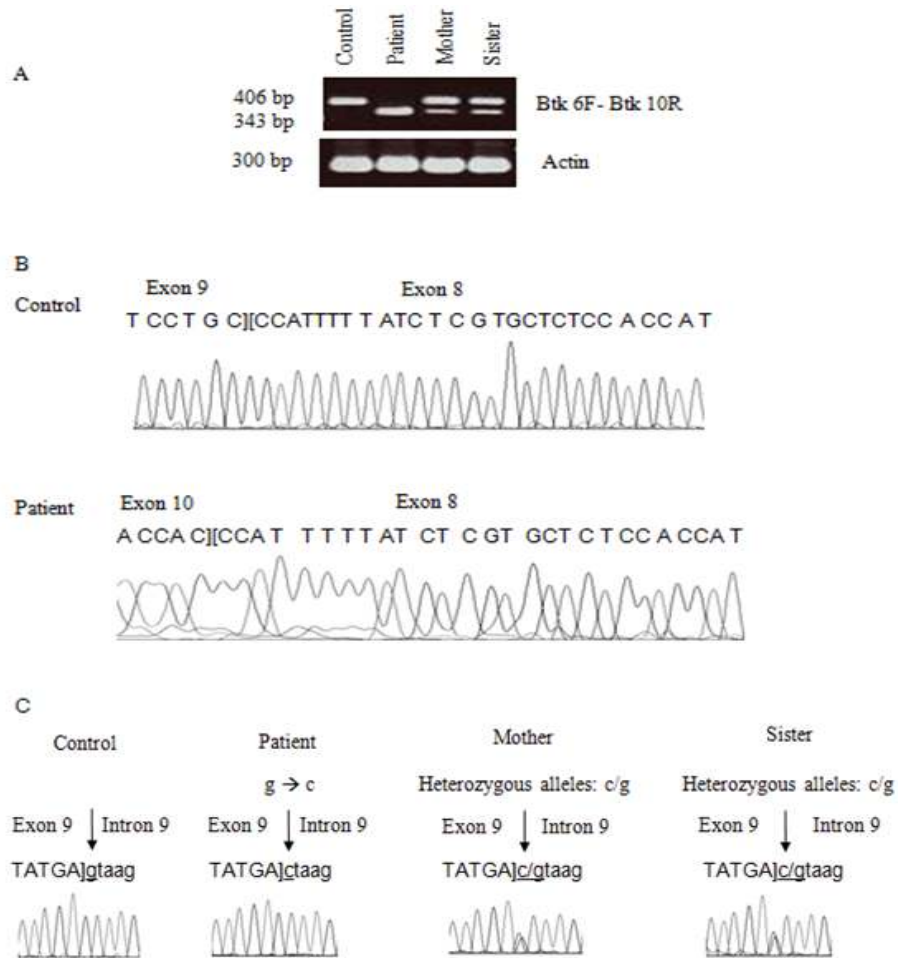 A
Control
Patient
Mother
Sister
406 bp
343 bp
Btk 6F- Btk 10R
300 bp
Actin
B
Control
Exon 9 Exon 8
T CCT G C][CCATTTT T ATC T C G TGCTCTCC A CCAT
Patient
Exon 10 Exon 8
A CCA C][CCA T T T T T AT CT C GT GCT C T CC A CCAT
C
Control Patient Mother Sister
g → c Heterozygous alleles: c/g Heterozygous alleles: c/g
Exon 9 Intron 9 Exon 9 Intron 9 Exon 9 Intron 9 Exon 9 Intron 9
TATGA]gtaag TATGA]ctaag TATGA]c/gtaag TATGA]c/gtaag